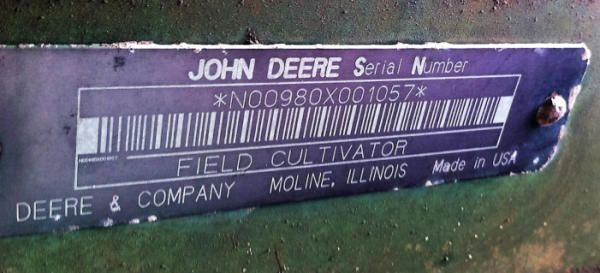 JOHN DEERE Serial Number
*N00980X001057*
FIELD CULTIVATOR
DEERE & COMPANY MOLINE, ILLINOIS Made in USA